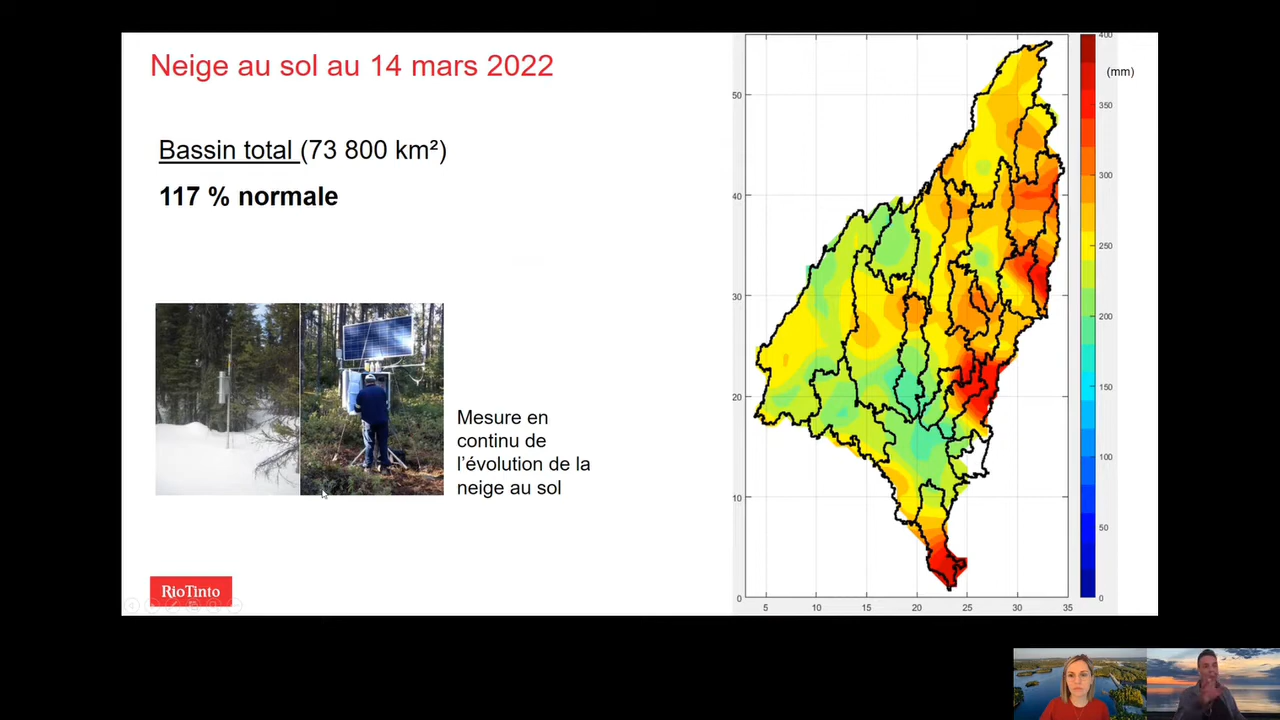 Neige au sol au 14 mars 2022
Bassin total (73 800 km²)
117 % normale
Mesure en
continu de
l'évolution de la
neige au sol
RioTinto
400
(mm)
350
300
250
200
150
100
50
0
50
40
30
20
10
0
5
10
15
20
25
30
35